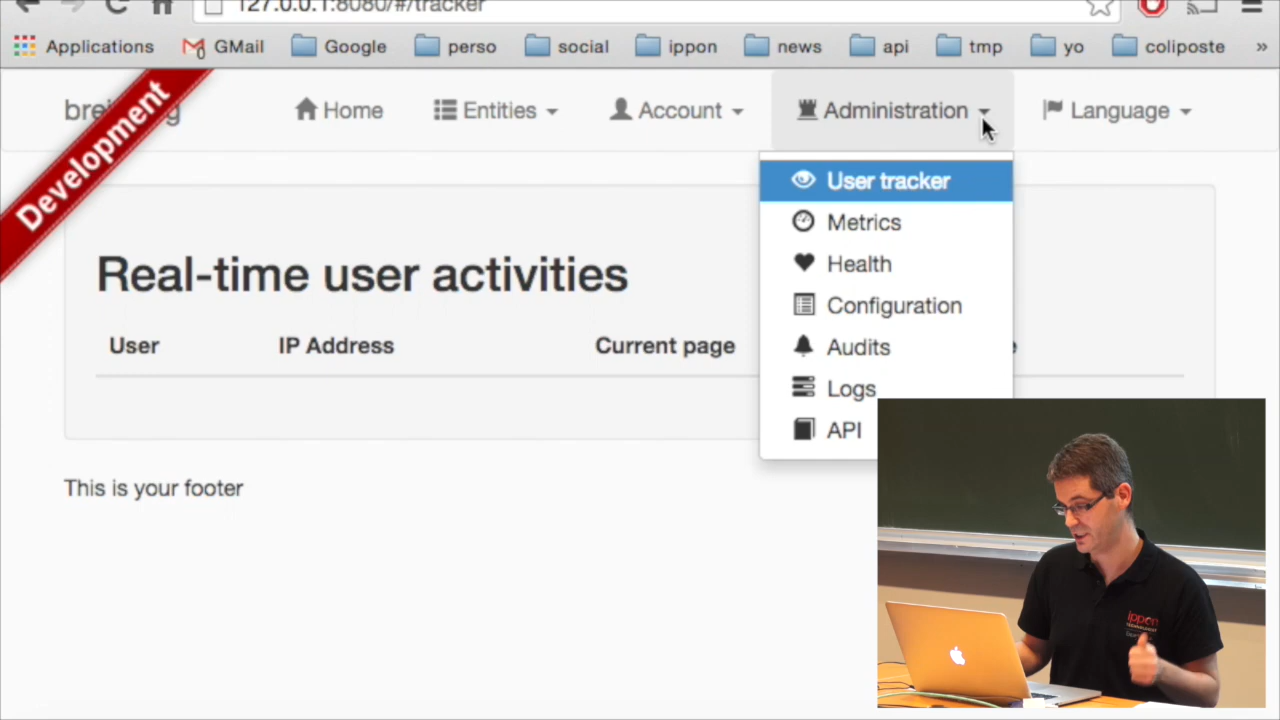 127.0.0.1:8080/#/tracker
Applications GMail Google perso social ippon news api tmp yo coliposte »
Home Entities Account Administration Language
Development
User tracker
Metrics
Health
Configuration
Audits
Logs
API
Real-time user activities
User IP Address Current page
This is your footer
ippon